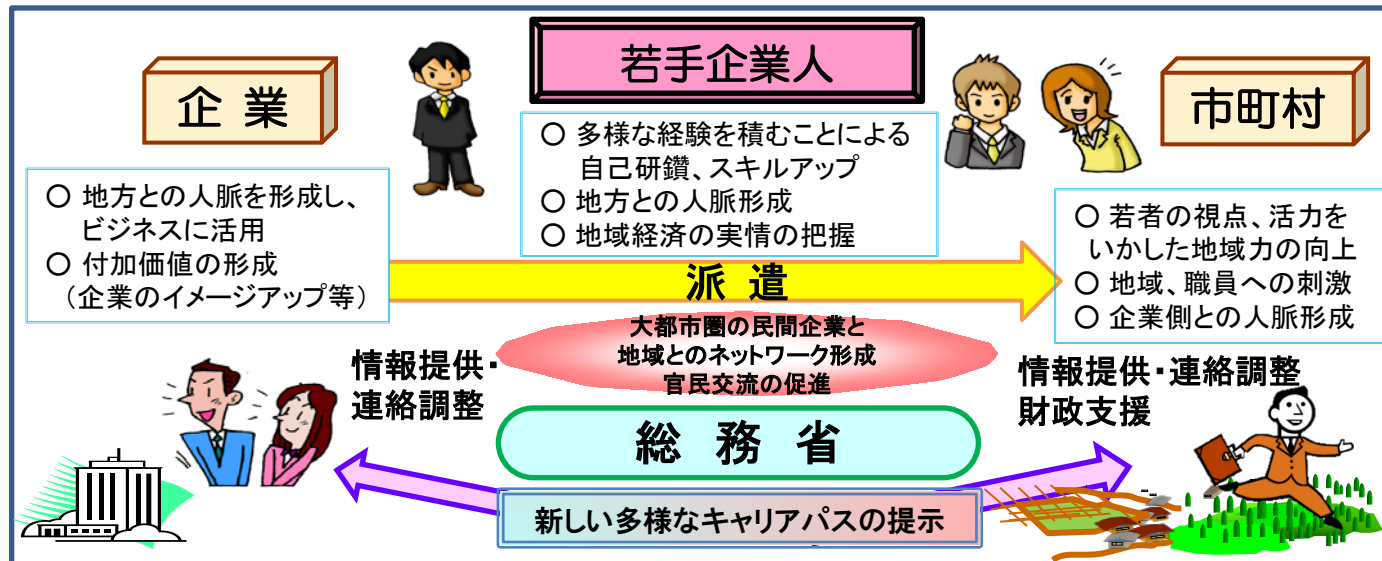 企業
○ 地方との人脈を形成し、
ビジネスに活用
○ 付加価値の形成
（企業のイメージアップ等）
若手企業人
○ 多様な経験を積むことによる
自己研鑽、スキルアップ
○ 地方との人脈形成
○ 地域経済の実情の把握
市町村
○ 若者の視点、活力を
いかした地域力の向上
○ 地域、職員への刺激
○ 企業側との人脈形成
派遣
大都市圏の民間企業と
地域とのネットワーク形成
官民交流の促進
情報提供・
連絡調整
情報提供・連絡調整
財政支援
総務省
新しい多様なキャリアパスの提示